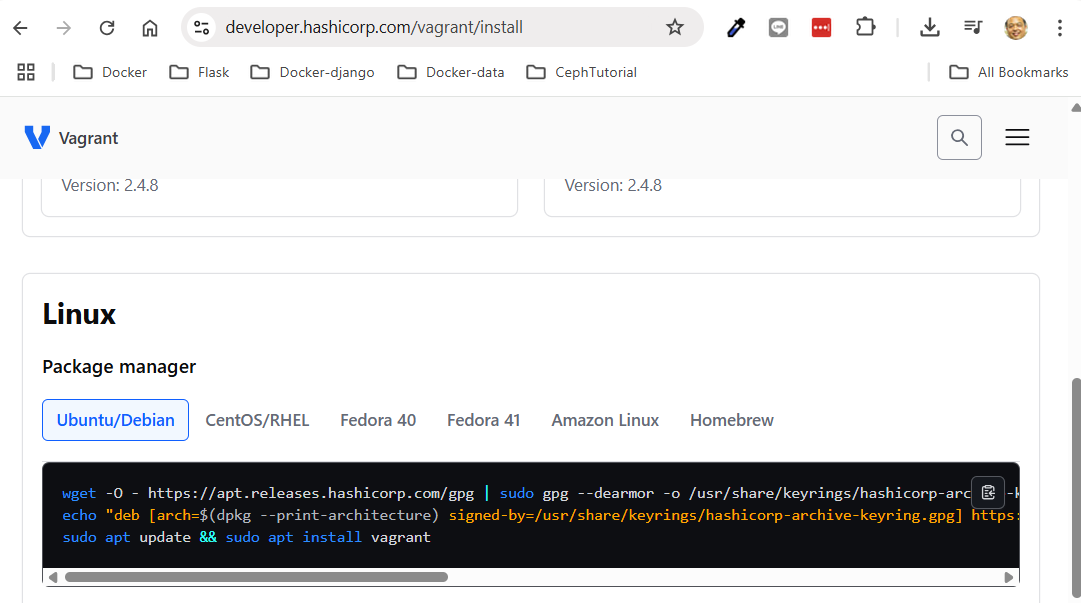 developer.hashicorp.com/vagrant/install
Docker
Flask
Docker-django
Docker-data
CephTutorial
All Bookmarks
Vagrant
Version: 2.4.8
Version: 2.4.8
Linux
Package manager
Ubuntu/Debian
CentOS/RHEL
Fedora 40
Fedora 41
Amazon Linux
Homebrew
wget -O - https://apt.releases.hashicorp.com/gpg | sudo gpg --dearmor -o /usr/share/keyrings/hashicorp-arc
echo "deb [arch=$(dpkg --print-architecture) signed-by=/usr/share/keyrings/hashicorp-archive-keyring.gpg] https:
sudo apt update && sudo apt install vagrant